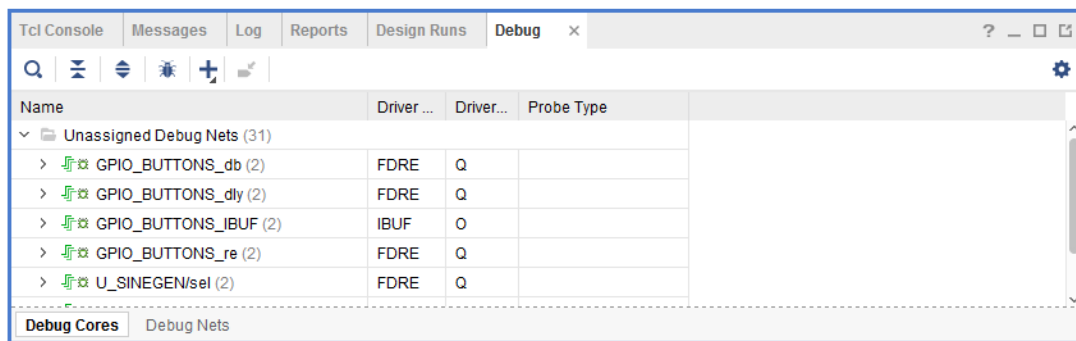 Tcl Console Messages Log Reports Design Runs Debug × ?
Name Driver ... Driver... Probe Type
Unassigned Debug Nets (31)
GPIO_BUTTONS_db (2) FDRE Q
GPIO_BUTTONS_dly (2) FDRE Q
GPIO_BUTTONS_IBUF (2) IBUF O
GPIO_BUTTONS_re (2) FDRE Q
U_SINEGEN/sel (2) FDRE Q
Debug Cores Debug Nets